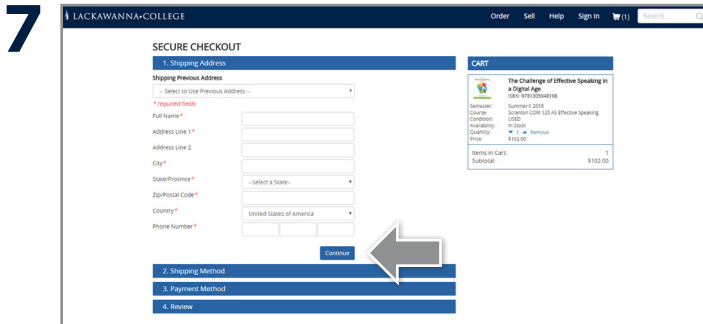 7
LACKAWANNA•COLLEGE
Order Sell Help Sign In (1) Search
SECURE CHECKOUT
1. Shipping Address
Shipping Previous Address
-- Select to Use Previous Address --
* required fields
Full Name *
Address Line 1 *
Address Line 2
City *
State/Province *
--Select a State--
Zip/Postal Code *
Country *
United States of America
Phone Number *
Continue
2. Shipping Method
3. Payment Method
4. Review
CART
The Challenge of Effective Speaking in
a Digital Age
ISBN: 9781305948198
Semester: Summer II 2018
Course: Scranton COM 125 AS Effective Speaking
Condition: USED
Availability: In Stock
Quantity: 1 Remove
Price: $102.00
Items in Cart: 1
Subtotal: $102.00